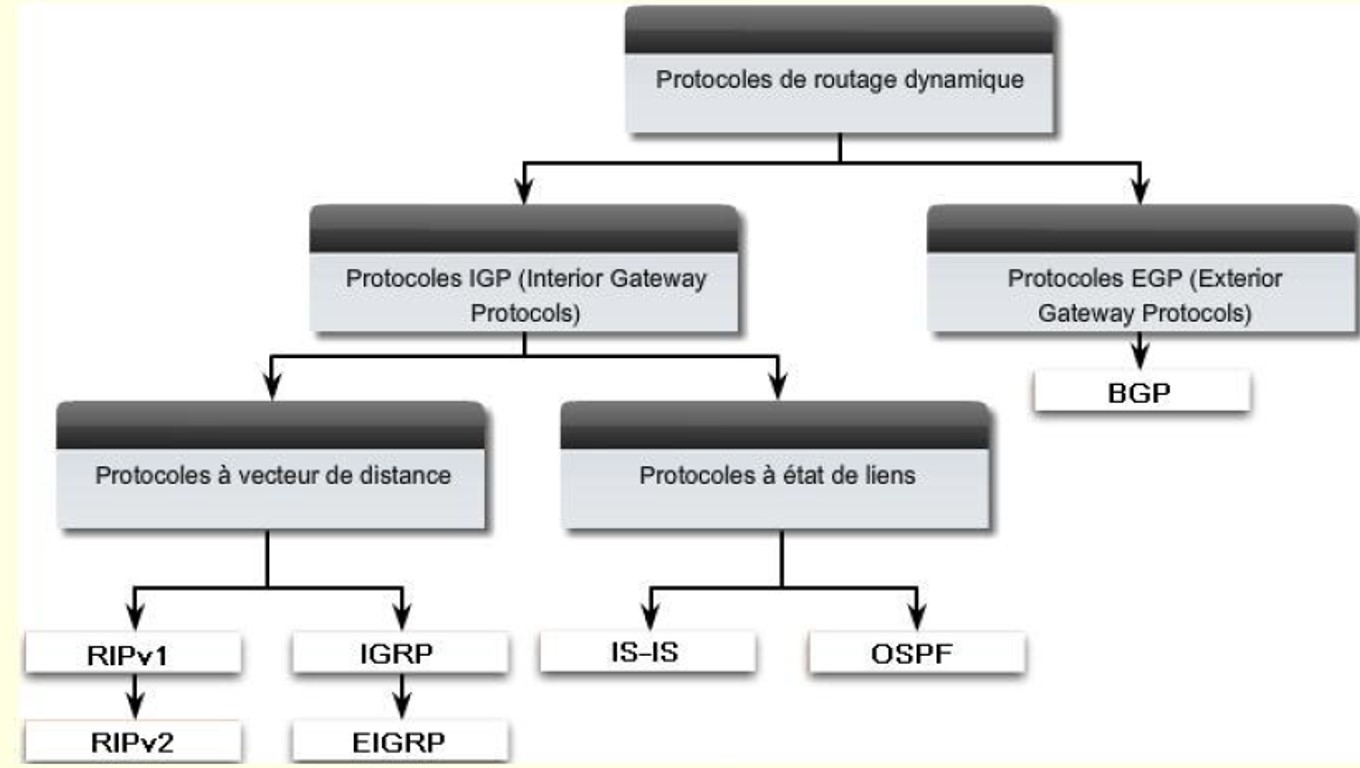 Protocoles de routage dynamique
Protocoles IGP (Interior Gateway
Protocols)
Protocoles EGP (Exterior
Gateway Protocols)
BGP
Protocoles à vecteur de distance
Protocoles à état de liens
RIPv1
IGRP
IS-IS
OSPF
RIPv2
EIGRP